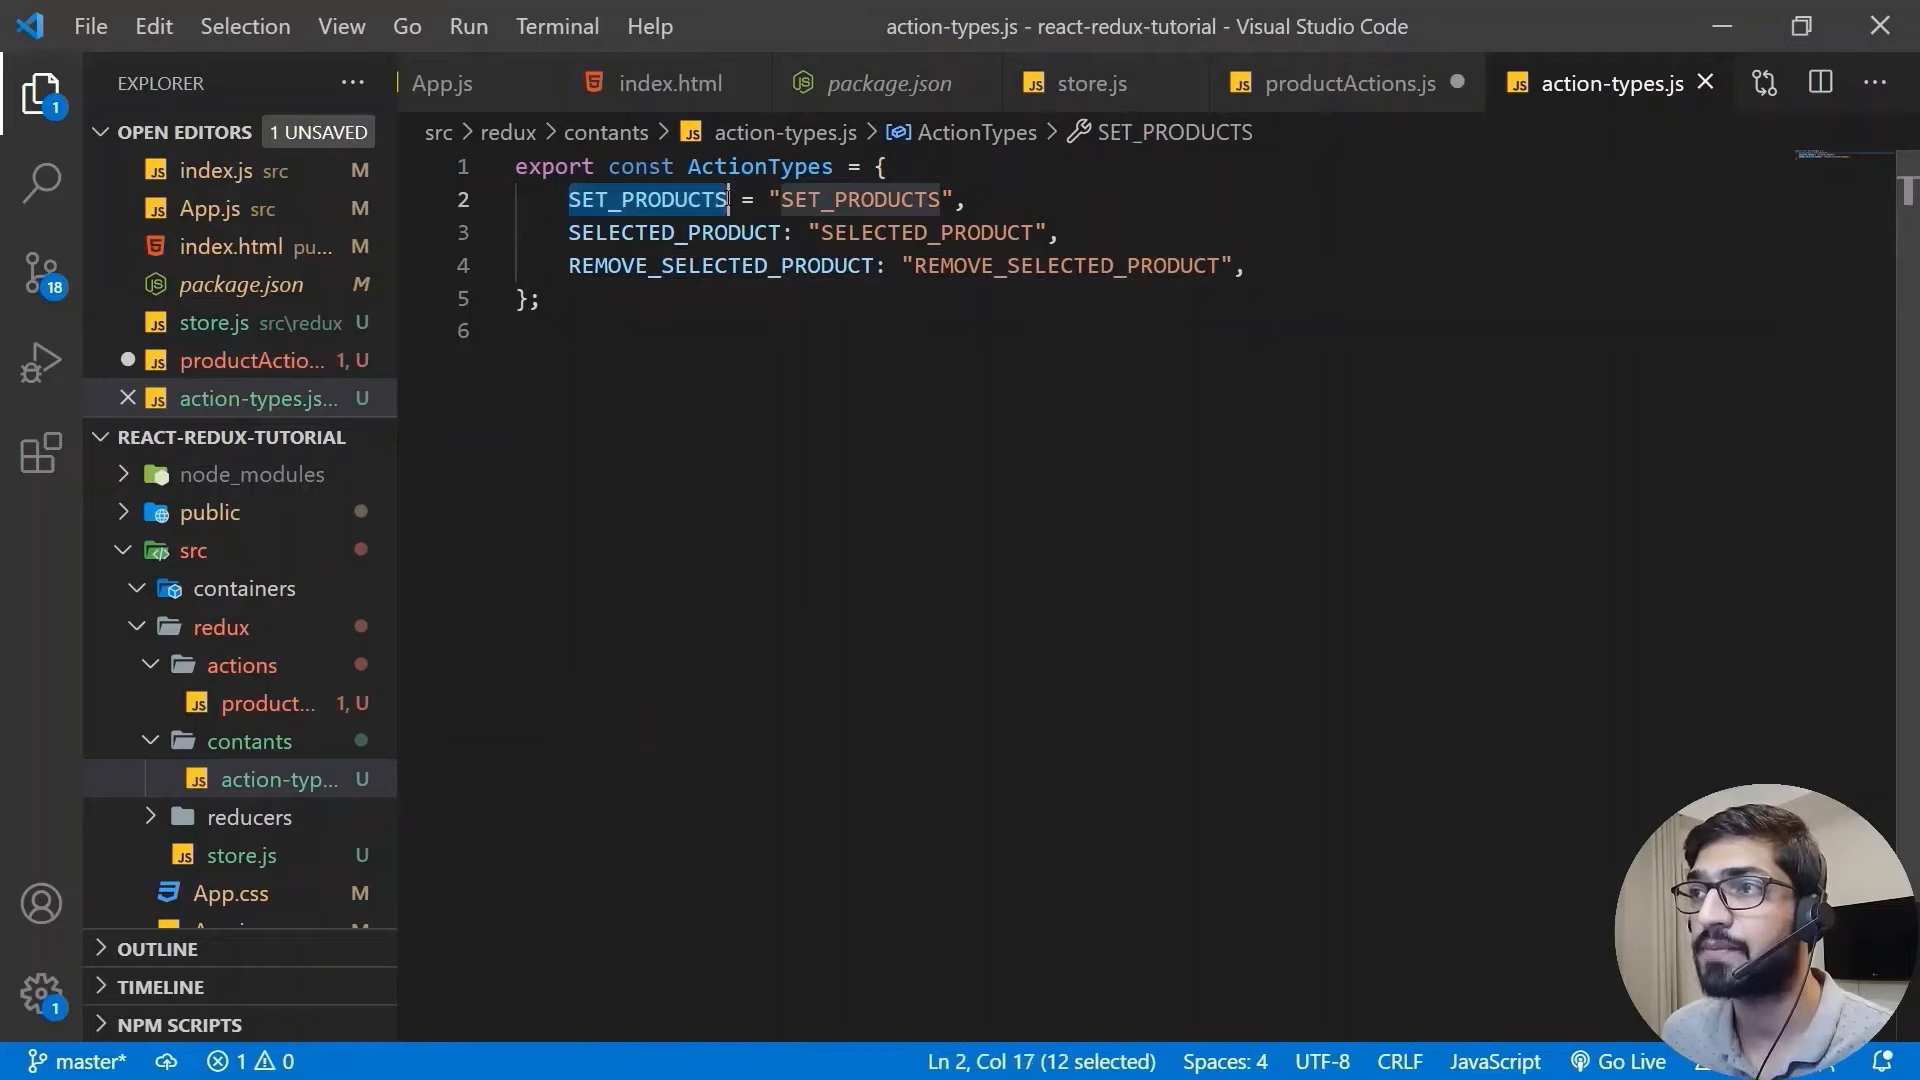 File Edit Selection View Go Run Terminal Help action-types.js - react-redux-tutorial - Visual Studio Code
EXPLORER
App.js index.html package.json store.js productActions.js action-types.js
OPEN EDITORS 1 UNSAVED
index.js src M
App.js src M
index.html pu... M
package.json M
store.js src\redux U
productActio... 1, U
action-types.js... U
REACT-REDUX-TUTORIAL
node_modules
public
src
containers
redux
actions
product... 1, U
contants
action-typ... U
reducers
store.js U
App.css M
OUTLINE
TIMELINE
NPM SCRIPTS
1
18
1
src > redux > contants > action-types.js > ActionTypes > SET_PRODUCTS
1 export const ActionTypes = {
2 SET_PRODUCTS = "SET_PRODUCTS",
3 SELECTED_PRODUCT: "SELECTED_PRODUCT",
4 REMOVE_SELECTED_PRODUCT: "REMOVE_SELECTED_PRODUCT",
5 };
6
master* 1 0 Ln 2, Col 17 (12 selected) Spaces: 4 UTF-8 CRLF JavaScript Go Live